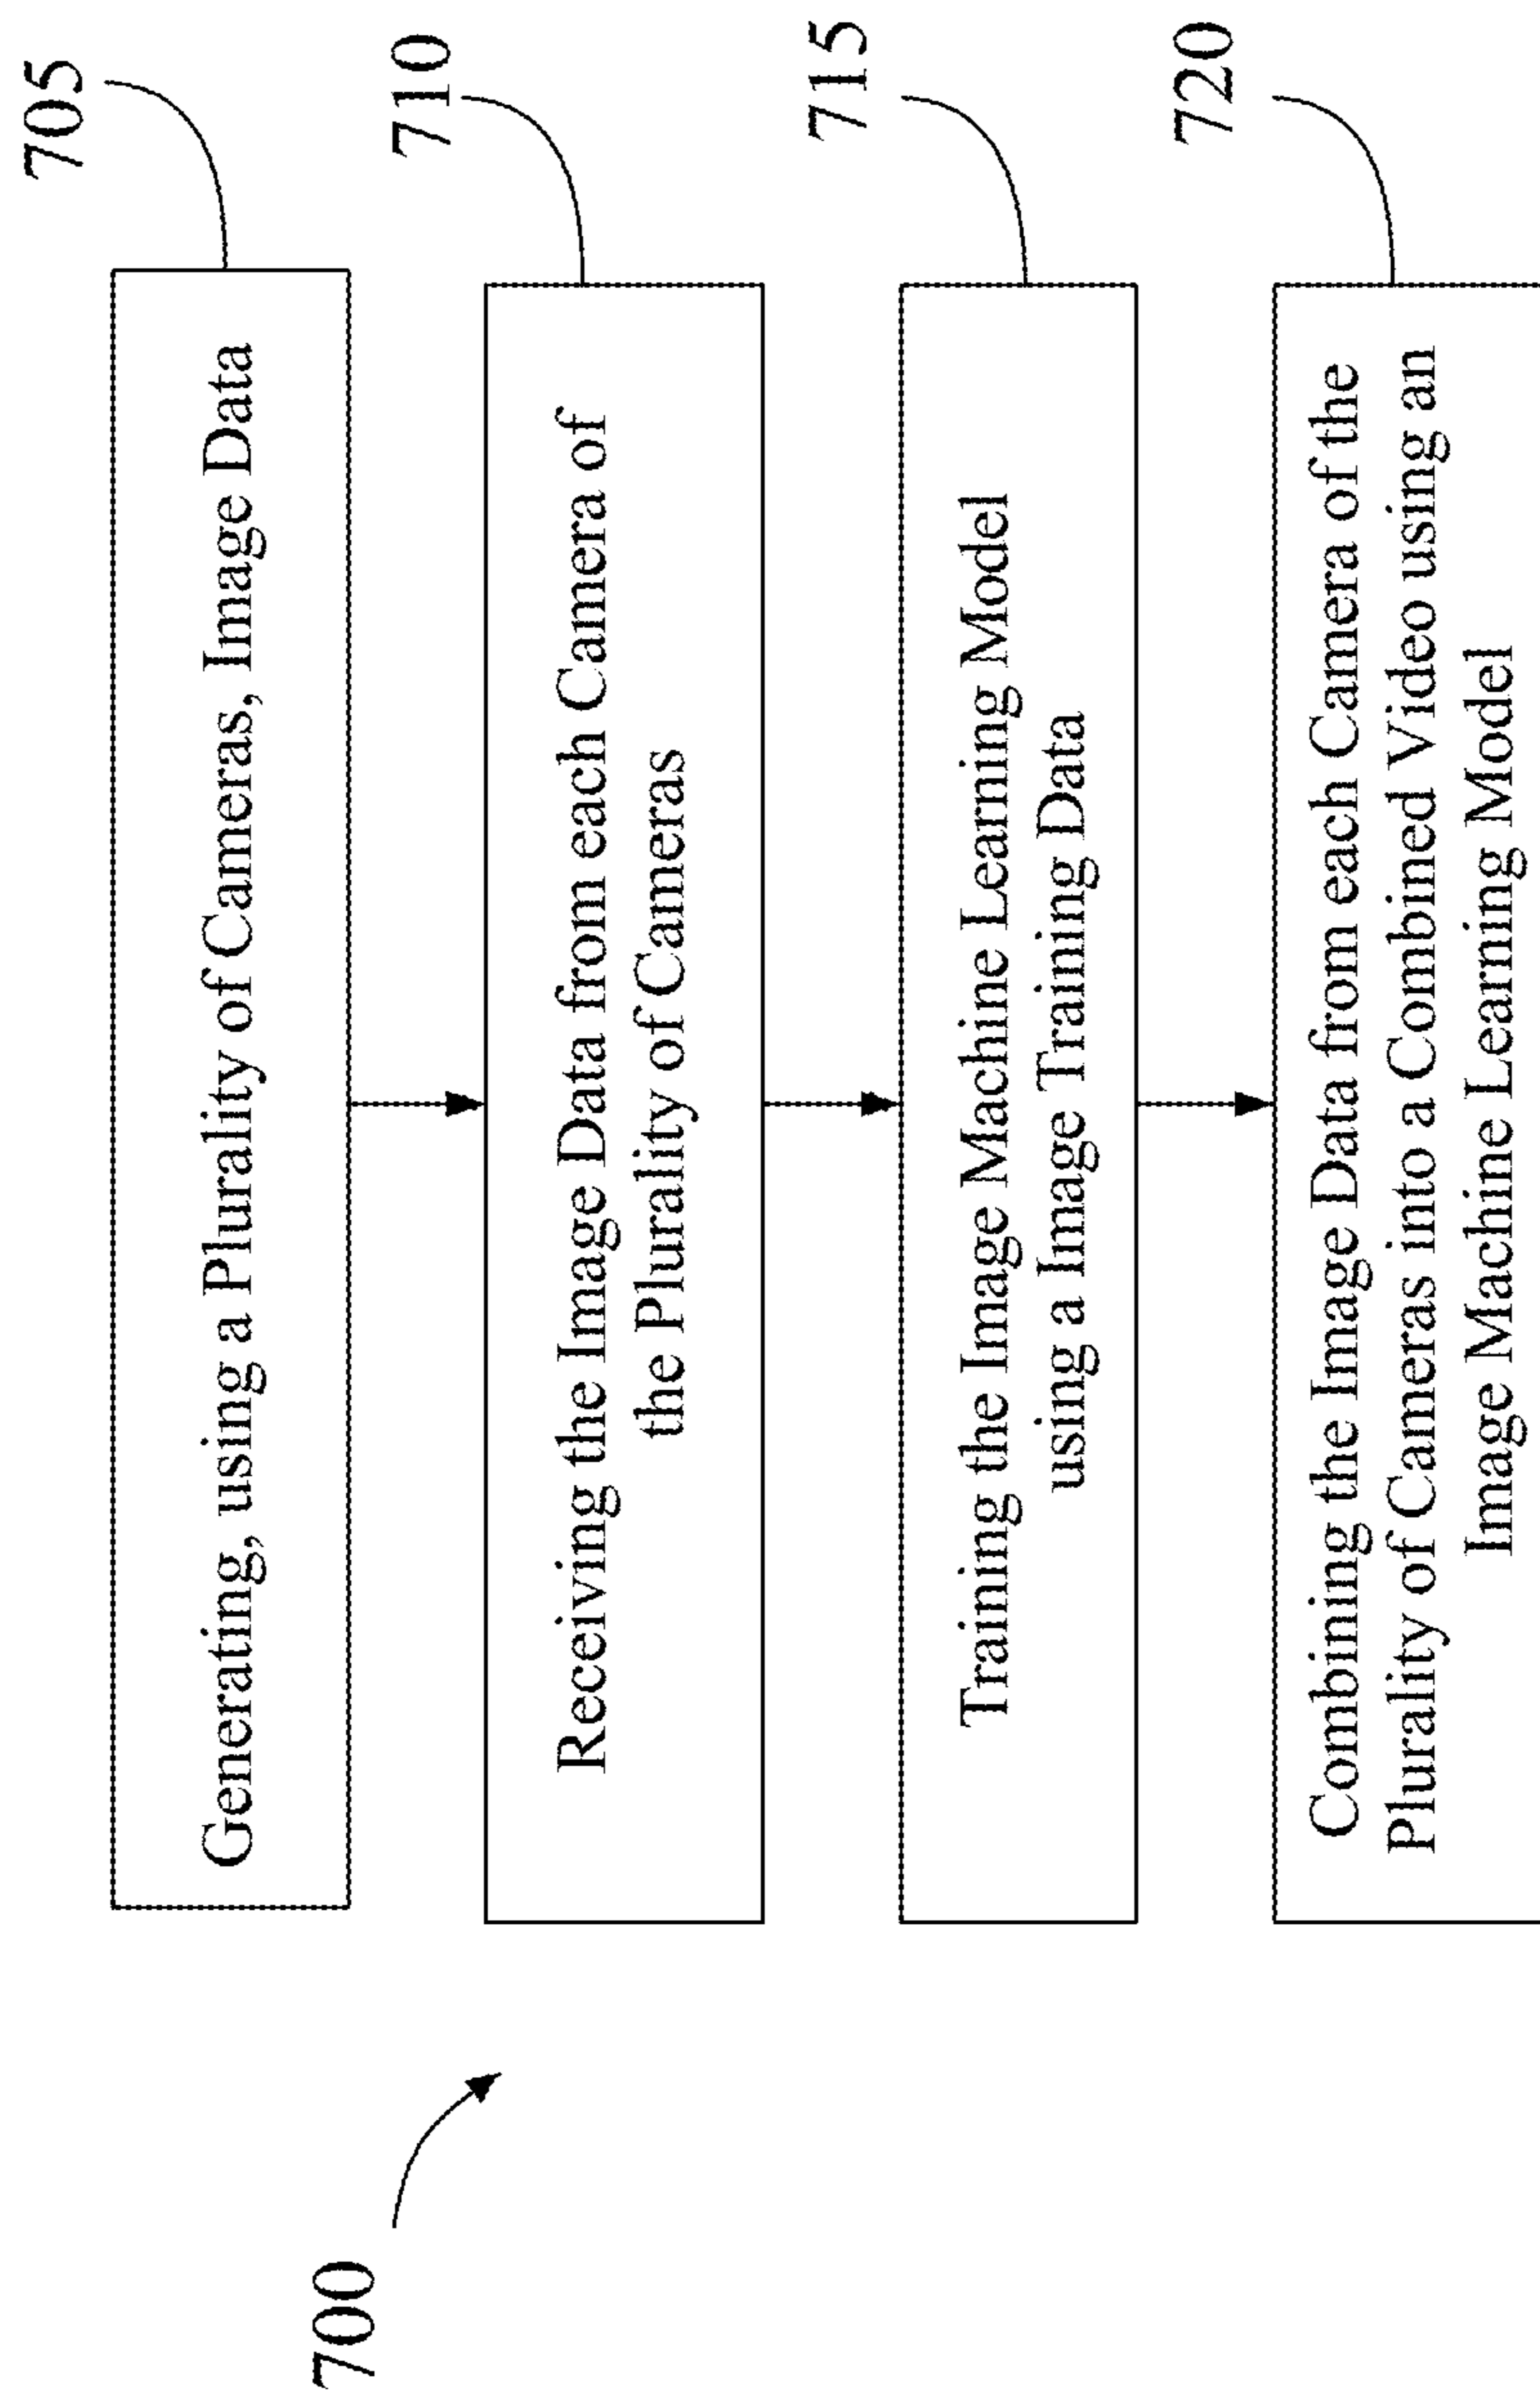 700
705
Generating, using a Plurality of Cameras, Image Data
710
Receiving the Image Data from each Camera of
the Plurality of Cameras
715
Training the Image Machine Learning Model
using a Image Training Data
720
Combining the Image Data from each Camera of the
Plurality of Cameras into a Combined Video using an
Image Machine Learning Model